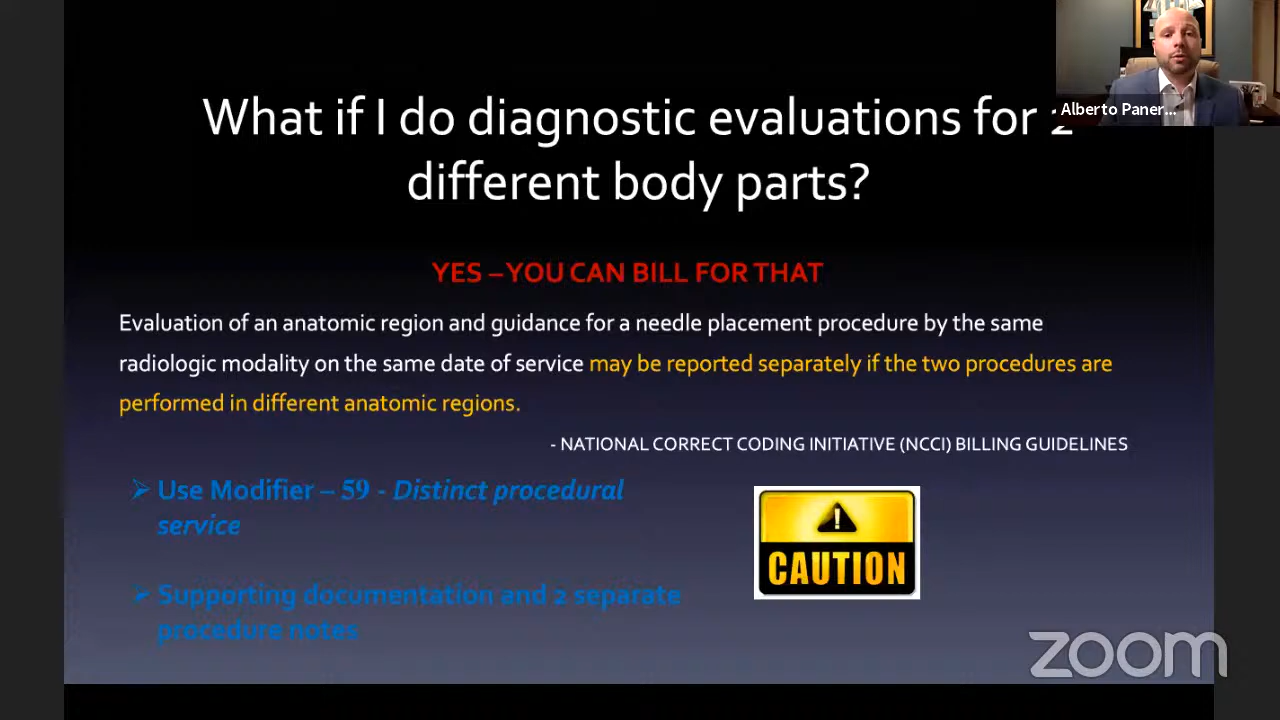 What if I do diagnostic evaluations for 2
different body parts?
Alberto Paner...
YES – YOU CAN BILL FOR THAT
Evaluation of an anatomic region and guidance for a needle placement procedure by the same
radiologic modality on the same date of service may be reported separately if the two procedures are
performed in different anatomic regions.
- NATIONAL CORRECT CODING INITIATIVE (NCCI) BILLING GUIDELINES
Use Modifier – 59 - Distinct procedural
service
Supporting documentation and 2 separate
procedure notes
CAUTION
zoom